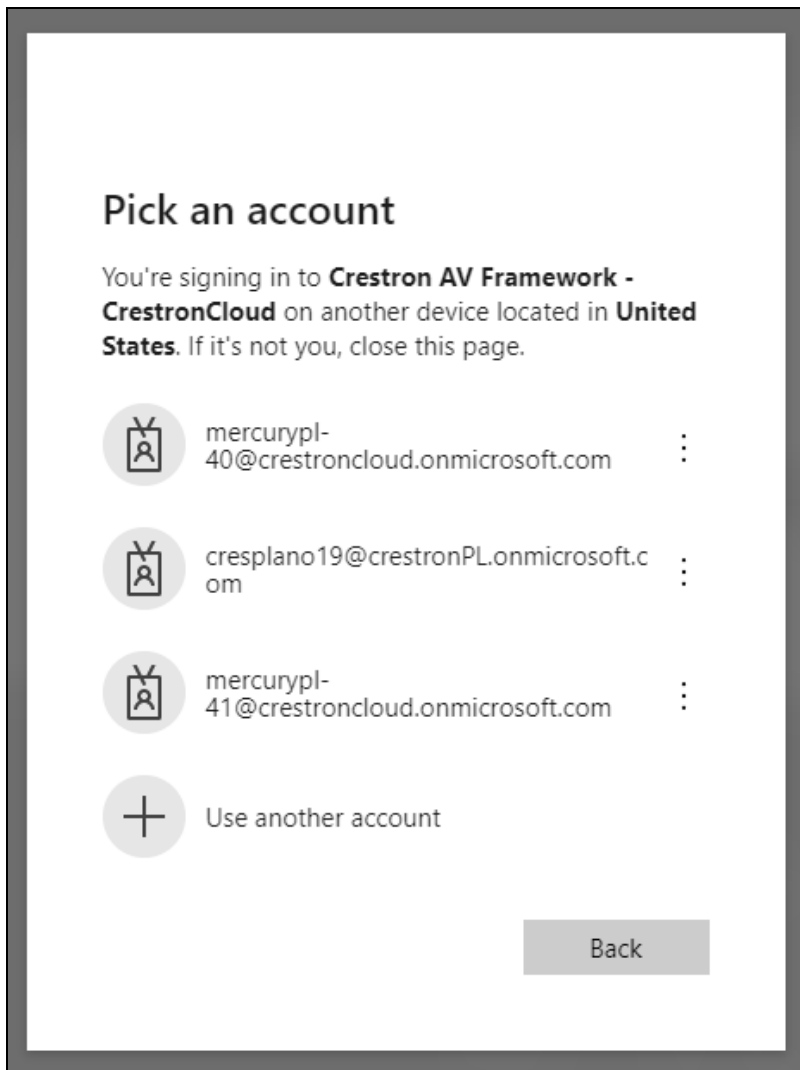 Pick an account
You're signing in to Crestron AV Framework -
CrestronCloud on another device located in United
States. If it's not you, close this page.
mercurypl-
40@crestroncloud.onmicrosoft.com
cresplano19@crestronPL.onmicrosoft.c
om
mercurypl-
41@crestroncloud.onmicrosoft.com
Use another account
Back